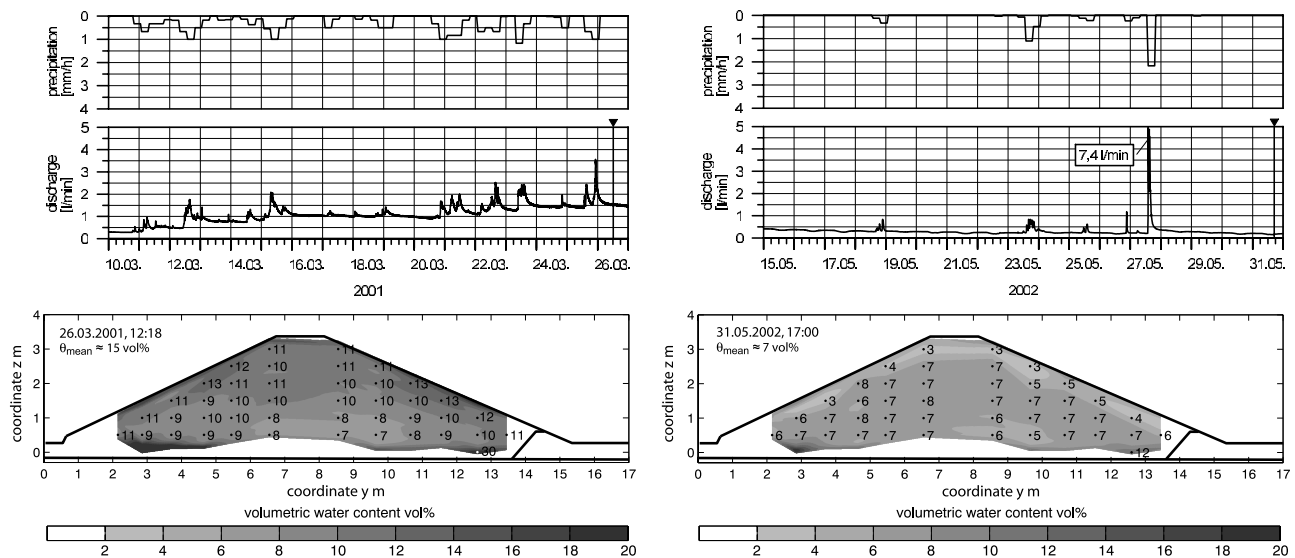 precipitation
[mm/h]
0
1
2
3
4
discharge
[l/min]
5
4
3
2
1
0
10.03. 12.03. 14.03. 16.03. 18.03. 20.03. 22.03. 24.03. 26.03.
2001
precipitation
[mm/h]
0
1
2
3
4
discharge
[l/min]
5
4
3
2
1
0
7,4 l/min
15.05. 17.05. 19.05. 21.05. 23.05. 25.05. 27.05. 29.05. 31.05.
2002
coordinate z m
4
3
2
1
0
26.03.2001, 12:18
θmean ≈ 15 vol%
11 11
12 10 10 11
13 11 11 10 10 13
11 9 10 10 10 10 9 13
11 9 10 10 8 8 8 9 10 12
11 9 9 9 9 8 7 7 8 9 10 11
30
0 1 2 3 4 5 6 7 8 9 10 11 12 13 14 15 16 17
coordinate y m
volumetric water content vol%
2 4 6 8 10 12 14 16 18 20
coordinate z m
4
3
2
1
0
31.05.2002, 17:00
θmean ≈ 7 vol%
3 3
4 7 7 3
8 7 7 7 5 5
3 6 7 8 7 7 7 5
6 7 8 7 7 6 7 7 7 4
6 7 7 7 7 7 6 5 7 7 7 6
12
0 1 2 3 4 5 6 7 8 9 10 11 12 13 14 15 16 17
coordinate y m
volumetric water content vol%
2 4 6 8 10 12 14 16 18 20